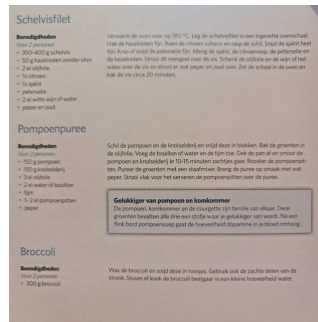 Schelvisfilet
Benodigdheden
Voor 2 personen
- 350-400 g schelvis
- 50 g hazelnoten zonder vlies
- 2 el olijfolie
- ½ citroen
- ½ sjalot
- peterselie
- 2 el witte wijn of water
- peper en zout
Verwarm de oven voor op 180 °C. Leg de schelvisfilet in een ingevette ovenschaal.
Hak de hazelnoten fijn. Boen de citroen schoon en rasp de schil. Snijd de sjalot heel
fijn. Knip of snijd de peterselie fijn. Meng de sjalot, de citroenrasp, de peterselie en
de hazelnoten. Strooi dit mengsel over de vis. Schenk de olijfolie en de wijn of het
water over de vis en strooi er wat peper en zout over. Zet de schaal in de oven en
bak de vis circa 20 minuten.
Pompoenpuree
Benodigdheden
Voor 2 personen
- 150 g pompoen
- 150 g knolselderij
- 3 el olijfolie
- 2 el water of bouillon
- tijm
- 1-2 el pompoenpitten
- peper
Schil de pompoen en de knolselderij en snijd deze in blokken. Bak de groenten in
de olijfolie. Voeg de bouillon of water en de tijm toe. Dek de pan af en smoor de
pompoen en knolselderij in 10-15 minuten zachtjes gaar. Rooster de pompoenpit-
ten. Pureer de groenten met een staafmixer. Breng de puree op smaak met wat
peper. Strooi vlak voor het serveren de pompoenpitten over de puree.
Gelukkiger van pompoen en komkommer
De pompoen, komkommer en de courgette zijn familie van elkaar. Deze
groenten bevatten alle drie een stofje waar je gelukkiger van wordt. Na een
flink bord pompoensoep gaat de hoeveelheid dopamine in je bloed omhoog.
Broccoli
Benodigdheden
Voor 2 personen
- 300 g broccoli
Was de broccoli en snijd deze in roosjes. Gebruik ook de zachte delen van de
stronk. Stoom of kook de broccoli beetgaar in een kleine hoeveelheid water.